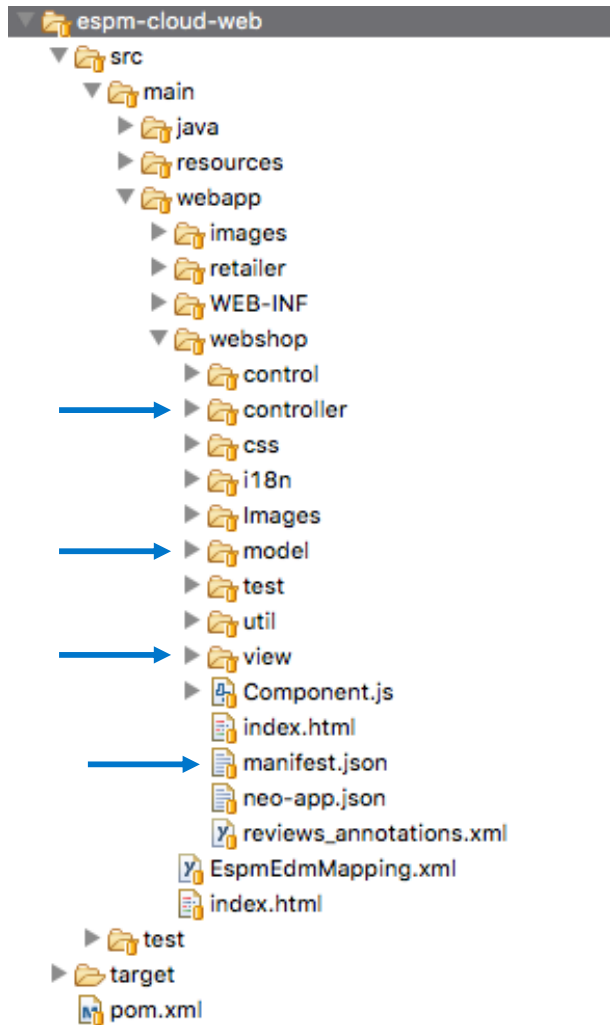 espm-cloud-web
src
main
java
resources
webapp
images
retailer
WEB-INF
webshop
control
controller
css
i18n
Images
model
test
util
view
Component.js
index.html
manifest.json
neo-app.json
reviews_annotations.xml
EspmEdmMapping.xml
index.html
test
target
pom.xml